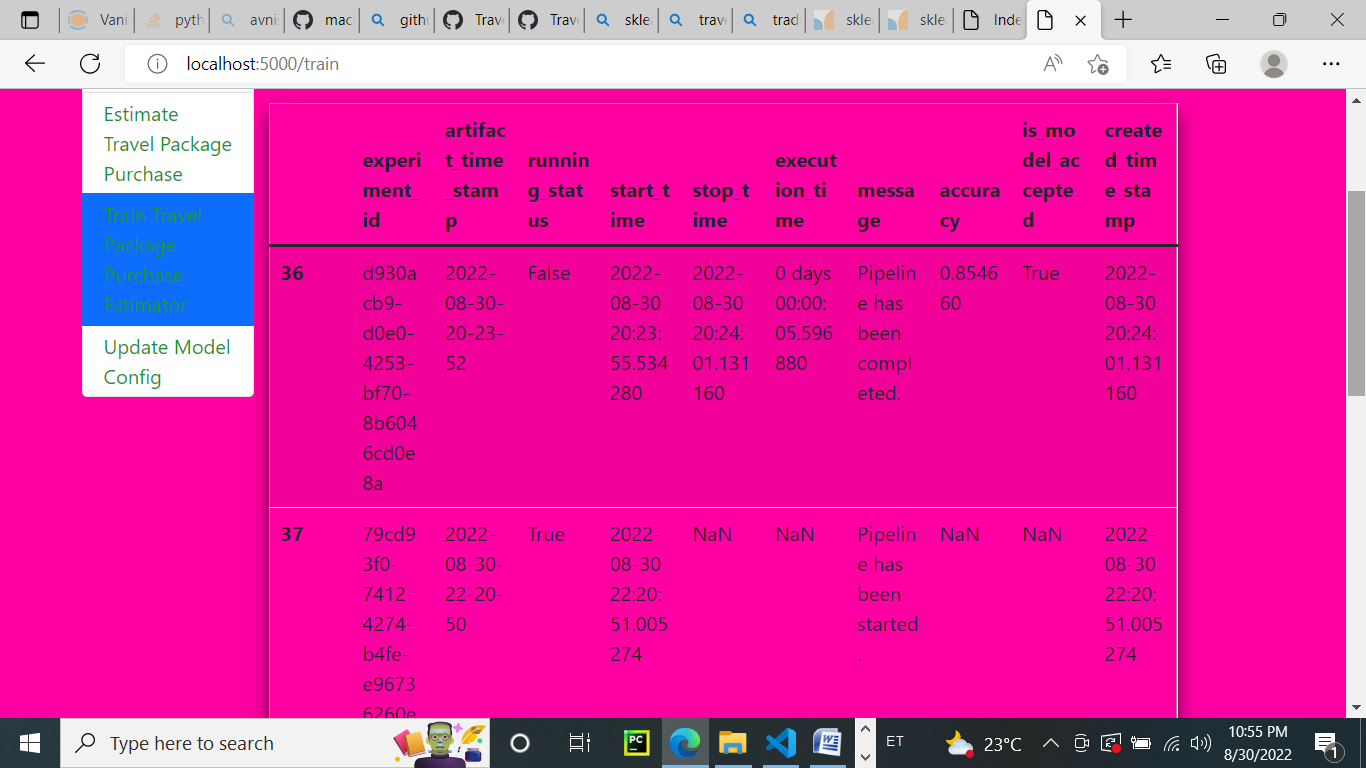 Vani
pyth
avni
mac
gith
Trave
Trave
skle
trave
trad
skle
skle
Inde
localhost:5000/train
Estimate
Travel Package
Purchase
Train Travel
Package
Purchase
Estimator
Update Model
Config
experi
ment_
id
artifac
t_time
_stam
p
runnin
g_stat
us
start_t
ime
stop_t
ime
execut
ion_ti
me
messa
ge
accura
cy
is_mo
del_ac
cepte
d
create
d_tim
e_sta
mp
36
d930a
cb9-
d0e0-
4253-
bf70-
8b604
6cd0e
8a
2022-
08-30-
20-23-
52
False
2022-
08-30
20:23:
55.534
280
2022-
08-30
20:24:
01.131
160
0 days
00:00:
05.596
880
Pipelin
e has
been
compl
eted.
0.8546
60
True
2022-
08-30
20:24:
01.131
160
37
79cd9
3f0-
7412-
4274-
b4fe-
e9673
6260e
2022-
08-30-
22-20-
50
True
2022-
08-30
22:20:
51.005
274
NaN
NaN
Pipelin
e has
been
started
.
NaN
NaN
2022-
08-30
22:20:
51.005
274
Type here to search
PC
ET
23°C
10:55 PM
8/30/2022
1